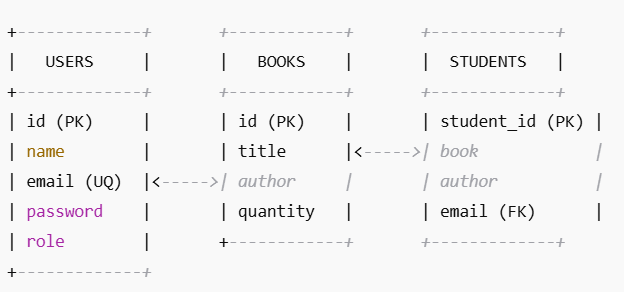 +-------------+       +-------------+       +-------------+
|   USERS     |       |   BOOKS     |       |  STUDENTS   |
+-------------+       +-------------+       +-------------+
| id (PK)     |       | id (PK)     |       | student_id (PK) |
| name        |       | title       |<----->| book            |
| email (UQ)  |<----->| author      |       | author          |
| password    |       | quantity    |       | email (FK)      |
| role        |       +-------------+       +-------------+
+-------------+